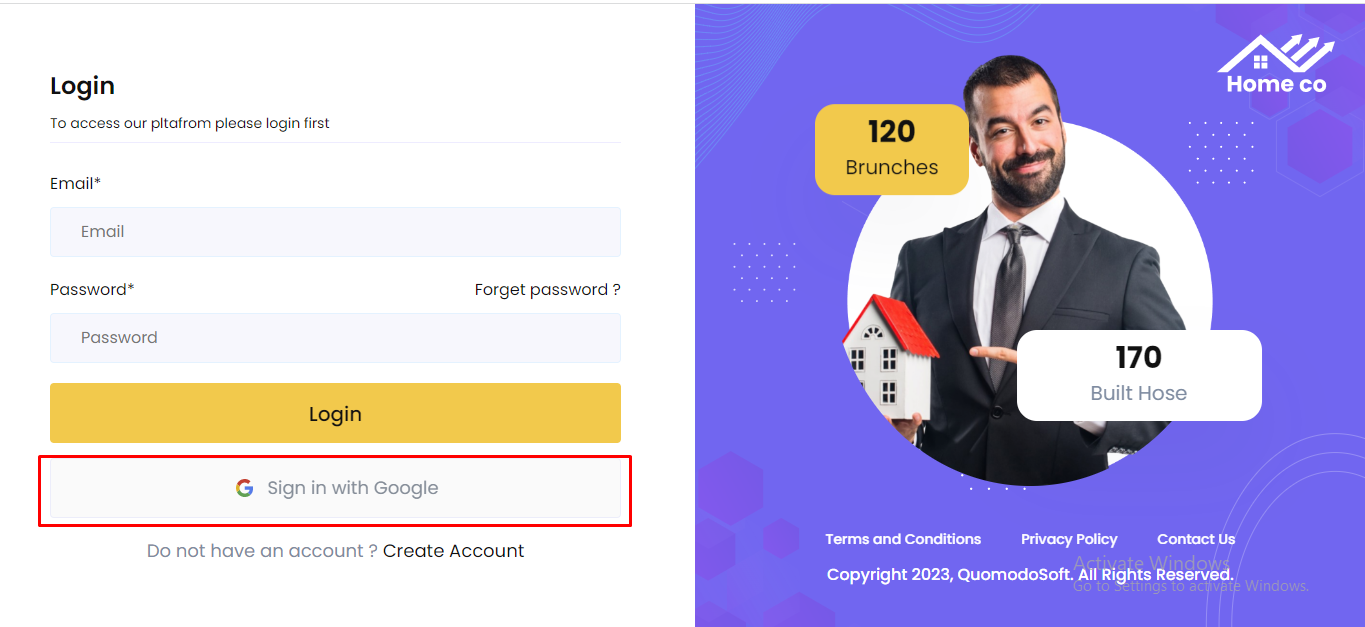 Login
To access our pltafrom please login first
Email*
Email
Password* Forget password ?
Password
Login
Sign in with Google
Do not have an account ? Create Account
Home co
120
Brunches
170
Built Hose
Terms and Conditions Privacy Policy Contact Us
Copyright 2023, QuomodoSoft. All Rights Reserved.
Activate Windows
Go to Settings to activate Windows.